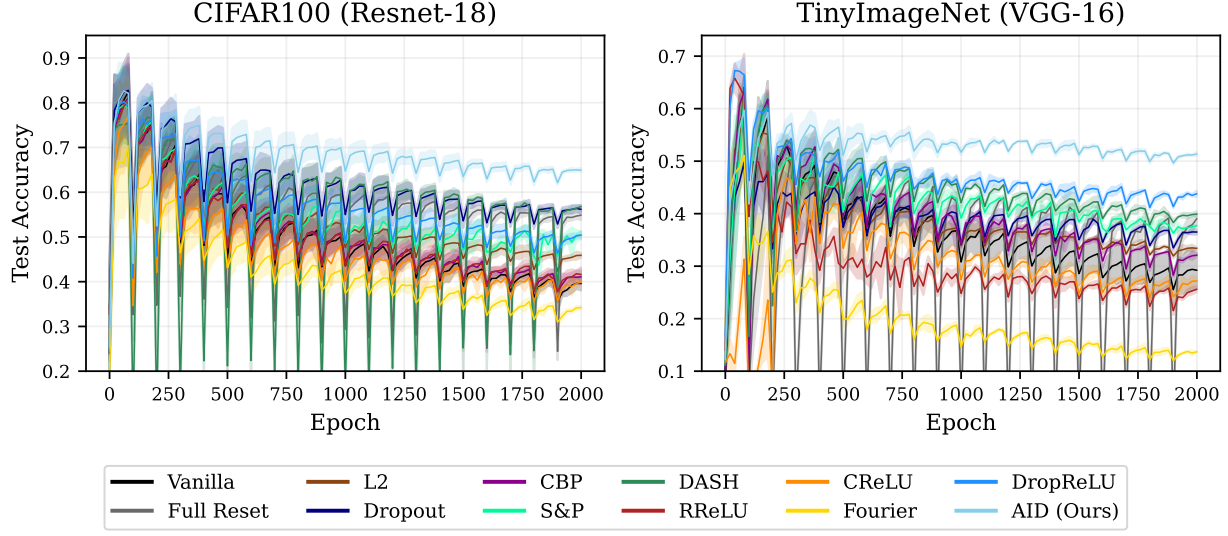 CIFAR100 (Resnet-18)
TinyImageNet (VGG-16)
Test Accuracy
0.9
0.8
0.7
0.6
0.5
0.4
0.3
0.2
0 250 500 750 1000 1250 1500 1750 2000
Epoch
Test Accuracy
0.7
0.6
0.5
0.4
0.3
0.2
0.1
0 250 500 750 1000 1250 1500 1750 2000
Epoch
Vanilla L2 CBP DASH CReLU DropReLU
Full Reset Dropout S&P RReLU Fourier AID (Ours)